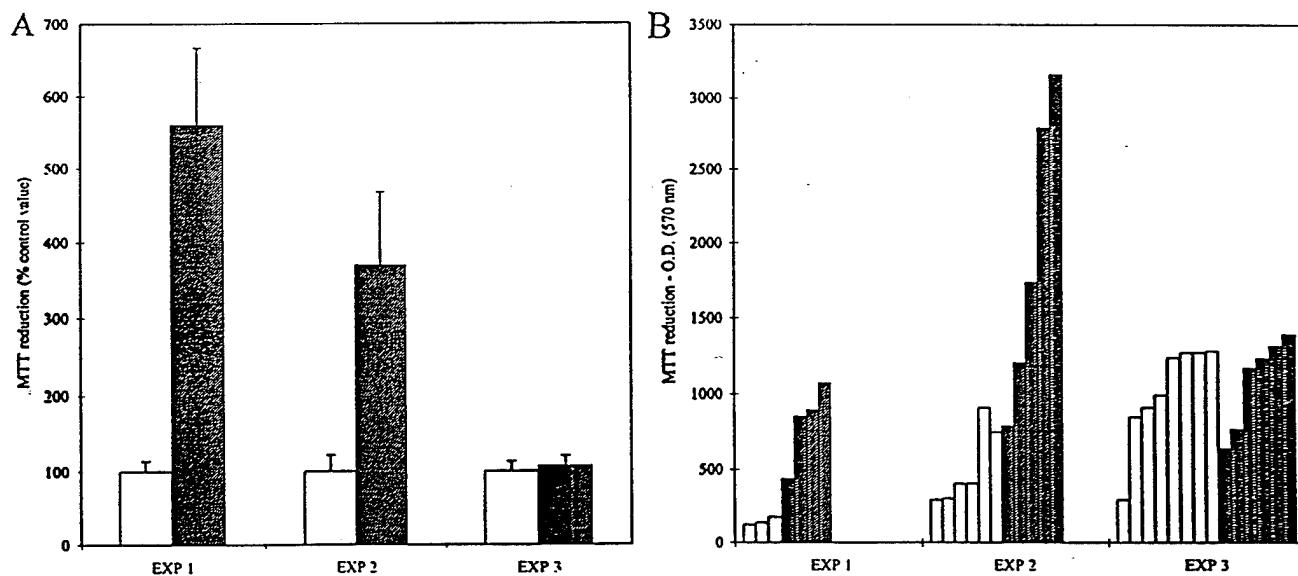 A
MTT reduction (% control value)
700
600
500
400
300
200
100
0
EXP 1
EXP 2
EXP 3
B
MTT reduction - O.D. (570 nm)
3500
3000
2500
2000
1500
1000
500
0
EXP 1
EXP 2
EXP 3